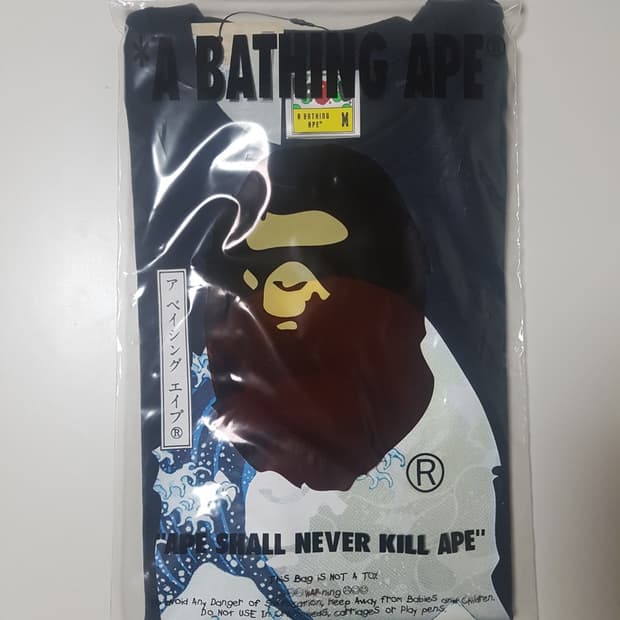 *A BATHING APE®
A BATHING
APE® M
ア ベイシング エイプ®
®
"APE SHALL NEVER KILL APE"
THIS Bag iS NOT A TOY
WARning
To Avoid Any Danger of Suffocation, Keep Away from Babies and Children.
DO NOT USE in Cribs, Beds, carriages or Play pens.